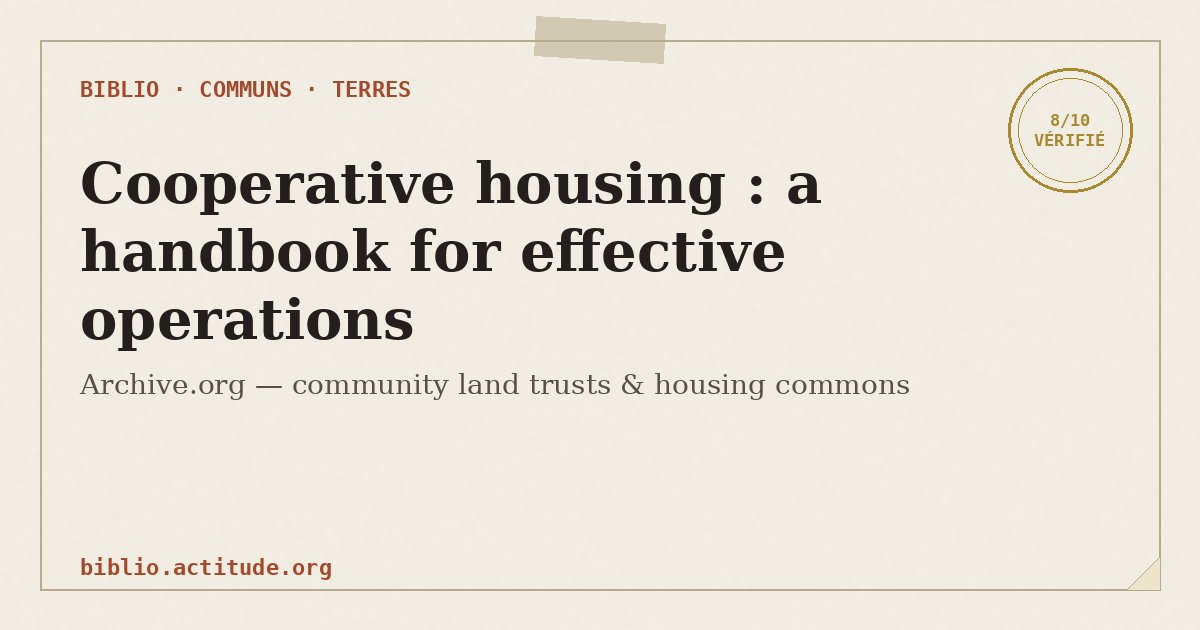 BIBLIO · COMMUNS · TERRES
8/10
VÉRIFIÉ
Cooperative housing : a
handbook for effective
operations
Archive.org — community land trusts & housing commons
biblio.actitude.org